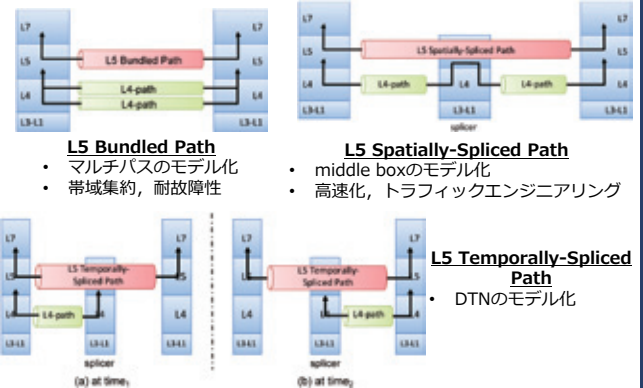 L7
L7
L5
L5 Bundled Path
L5
L4-path
L4
L4-path
L4
L3-L1
L3-L1
L5 Bundled Path
• マルチパスのモデル化
• 帯域集約，耐故障性
L7
L7
L5
L5 Spatially-Spliced Path
L5
L4
L4-path
L4
L4-path
L4
L3-L1
L3-L1
L3-L1
splicer
L5 Spatially-Spliced Path
• middle boxのモデル化
• 高速化，トラフィックエンジニアリング
L7
L7
L5
L5 Temporally-
Spliced Path
L5
L4
L4-path
L4
L4
L3-L1
L3-L1
L3-L1
splicer
(a) at time₁
L7
L7
L5
L5 Temporally-
Spliced Path
L5
L4
L4
L4-path
L4
L3-L1
L3-L1
L3-L1
splicer
(b) at time₂
L5 Temporally-Spliced
Path
• DTNのモデル化